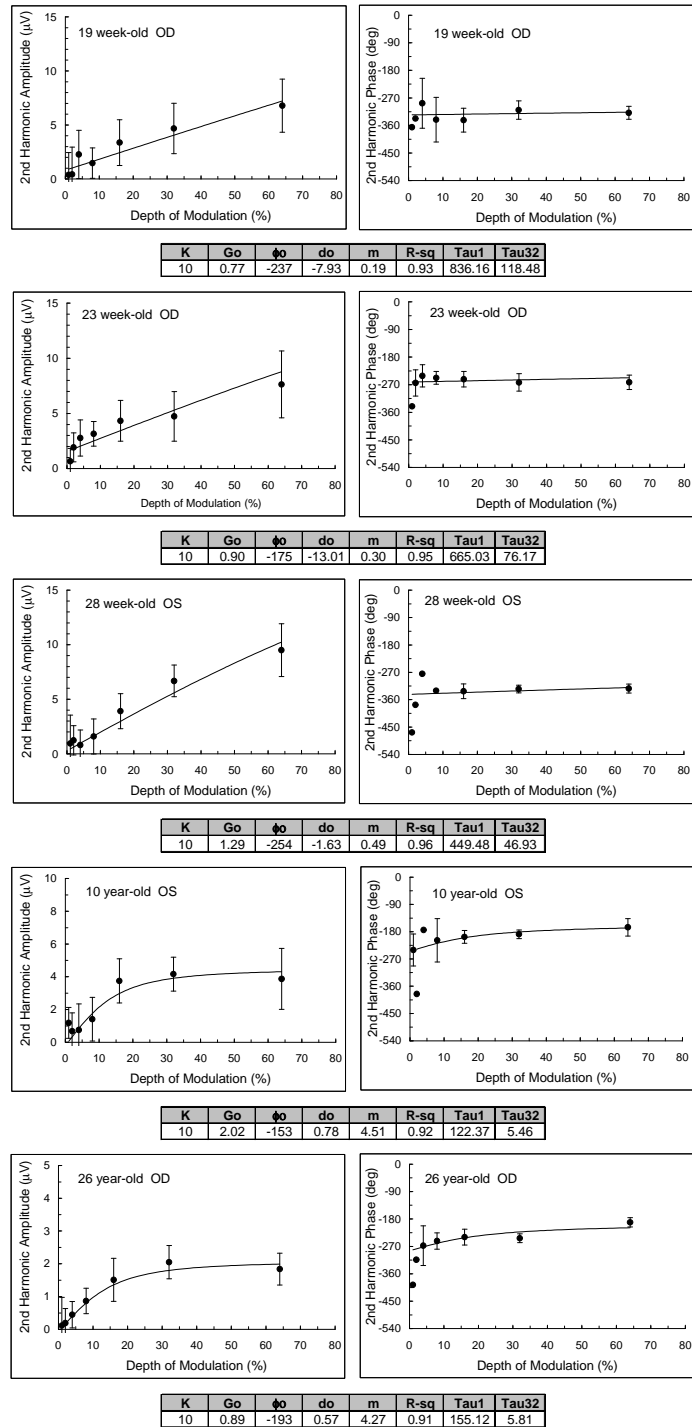 2nd Harmonic Amplitude (µV)
19 week-old OD
15
10
5
0
0 10 20 30 40 50 60 70 80
Depth of Modulation (%)
2nd Harmonic Phase (deg)
19 week-old OD
0
-90
-180
-270
-360
-450
-540
0 10 20 30 40 50 60 70 80
Depth of Modulation (%)
K Go ϕo do m R-sq Tau1 Tau32
10 0.77 -237 -7.93 0.19 0.93 836.16 118.48
2nd Harmonic Amplitude (µV)
23 week-old OD
15
10
5
0
0 10 20 30 40 50 60 70 80
Depth of Modulation (%)
2nd Harmonic Phase (deg)
23 week-old OD
0
-90
-180
-270
-360
-450
-540
0 10 20 30 40 50 60 70 80
Depth of Modulation (%)
K Go ϕo do m R-sq Tau1 Tau32
10 0.90 -175 -13.01 0.30 0.95 665.03 76.17
2nd Harmonic Amplitude (µV)
28 week-old OS
15
10
5
0
0 10 20 30 40 50 60 70 80
Depth of Modulation (%)
2nd Harmonic Phase (deg)
28 week-old OS
0
-90
-180
-270
-360
-450
-540
0 10 20 30 40 50 60 70 80
Depth of Modulation (%)
K Go ϕo do m R-sq Tau1 Tau32
10 1.29 -254 -1.63 0.49 0.96 449.48 46.93
2nd Harmonic Amplitude (µV)
10 year-old OS
10
8
6
4
2
0
0 10 20 30 40 50 60 70 80
Depth of Modulation (%)
2nd Harmonic Phase (deg)
10 year-old OS
0
-90
-180
-270
-360
-450
-540
0 10 20 30 40 50 60 70 80
Depth of Modulation (%)
K Go ϕo do m R-sq Tau1 Tau32
10 2.02 -153 0.78 4.51 0.92 122.37 5.46
2nd Harmonic Amplitude (µV)
26 year-old OD
5
4
3
2
1
0
0 10 20 30 40 50 60 70 80
Depth of Modulation (%)
2nd Harmonic Phase (deg)
26 year-old OD
0
-90
-180
-270
-360
-450
-540
0 10 20 30 40 50 60 70 80
Depth of Modulation (%)
K Go ϕo do m R-sq Tau1 Tau32
10 0.89 -193 0.57 4.27 0.91 155.12 5.81